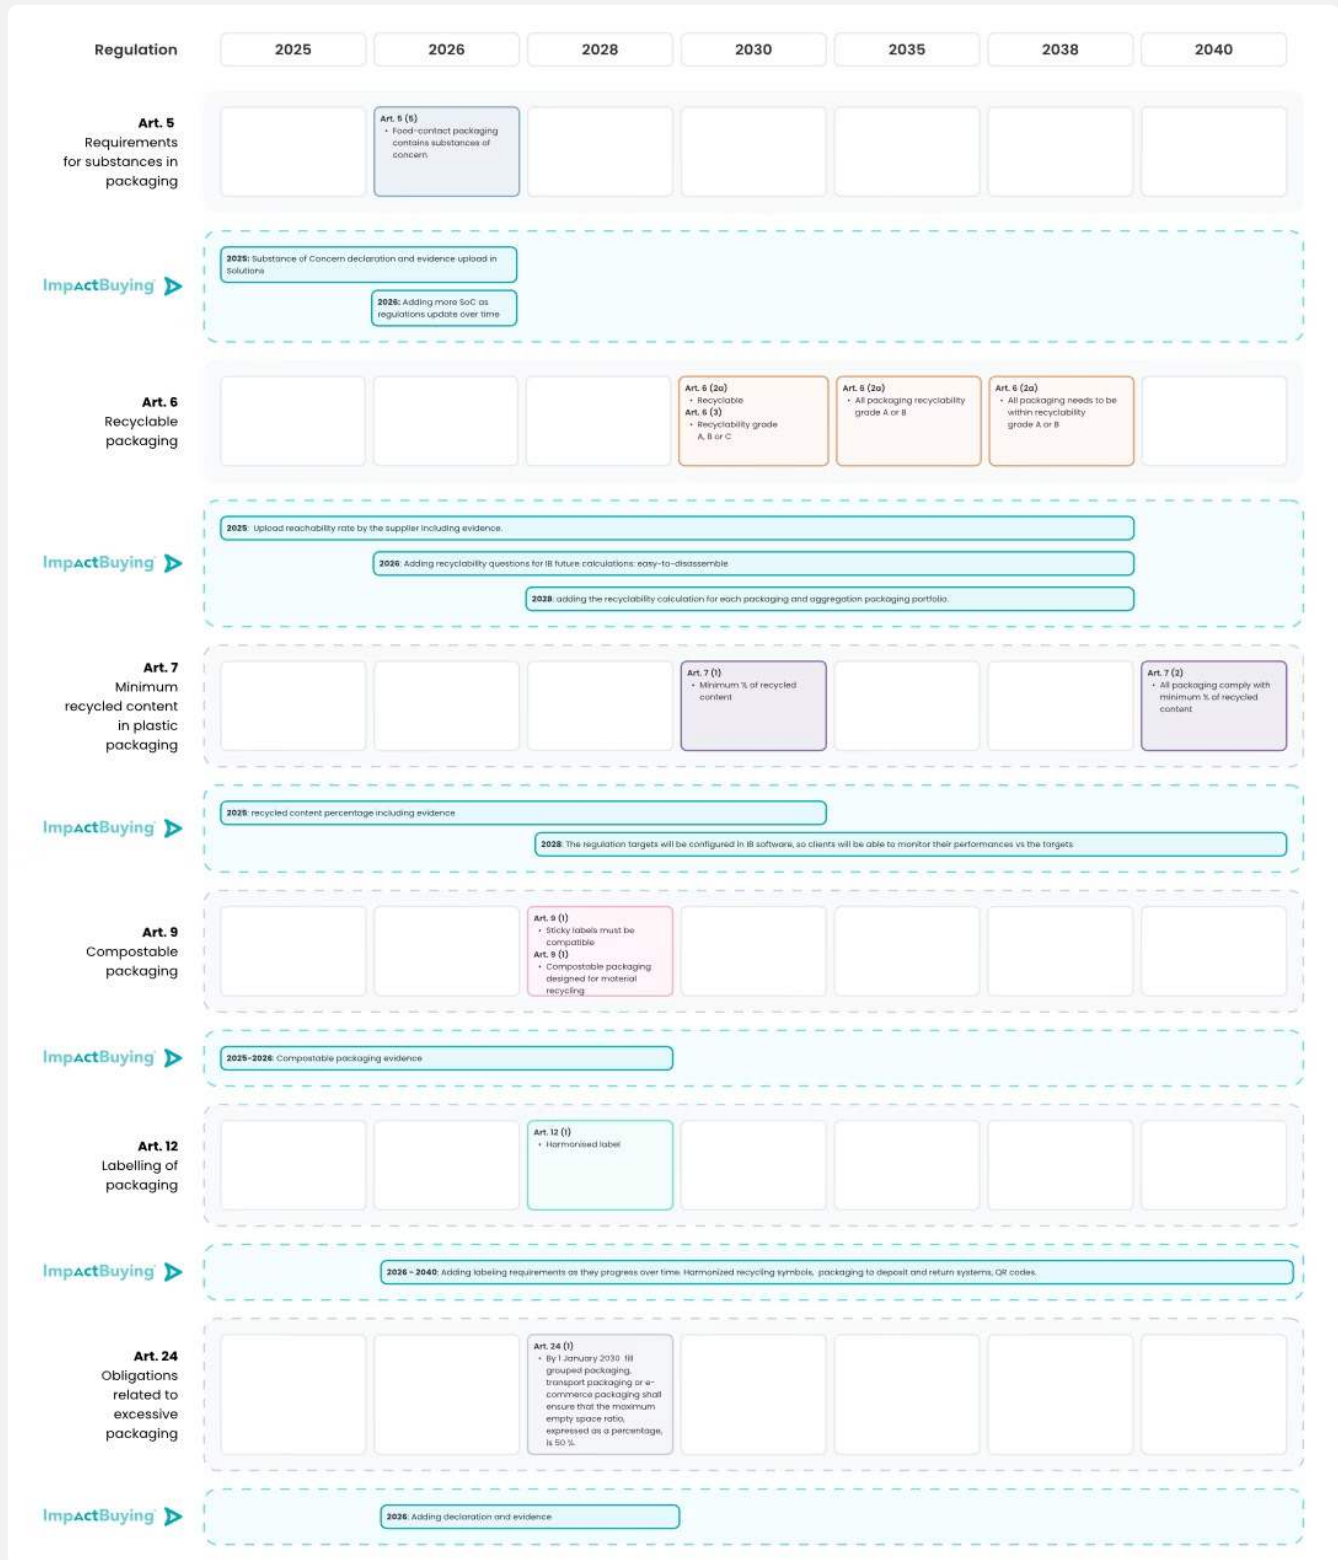 Regulation 2025 2026 2028 2030 2035 2038 2040
Art. 5
Requirements
for substances in
packaging
Art. 5 (5)
• Food-contact packaging
contains substances of
concern
ImpactBuying
2025: Substance of Concern declaration and evidence upload in
Solutions
2026: Adding more SoC as
regulations update over time
Art. 6
Recyclable
packaging
Art. 6 (2a)
• Recyclable
Art. 6 (3)
• Recyclability grade
A, B or C
Art. 6 (2a)
• All packaging recyclability
grade A or B
Art. 6 (2a)
• All packaging needs to be
within recyclability
grade A or B
ImpactBuying
2025: Upload reachability rate by the supplier including evidence.
2026: Adding recyclability questions for IB future calculations: easy-to-disassemble
2028: adding the recyclability calculation for each packaging and aggregation packaging portfolio.
Art. 7
Minimum
recycled content
in plastic
packaging
Art. 7 (1)
• Minimum % of recycled
content
Art. 7 (2)
• All packaging comply with
minimum % of recycled
content
ImpactBuying
2025: recycled content percentage including evidence
2028: The regulation targets will be configured in IB software, so clients will be able to monitor their performances vs the targets
Art. 9
Compostable
packaging
Art. 9 (1)
• Sticky labels must be
compatible
Art. 9 (1)
• Compostable packaging
designed for material
recycling
ImpactBuying
2025-2026: Compostable packaging evidence
Art. 12
Labelling of
packaging
Art. 12 (1)
• Harmonised label
ImpactBuying
2026 - 2040: Adding labeling requirements as they progress over time. Harmonized recycling symbols, packaging to deposit and return systems, QR codes.
Art. 24
Obligations
related to
excessive
packaging
Art. 24 (1)
• By 1 January 2030 fill
grouped packaging,
transport packaging or e-
commerce packaging shall
ensure that the maximum
empty space ratio,
expressed as a percentage,
is 50 %.
ImpactBuying
2026: Adding declaration and evidence